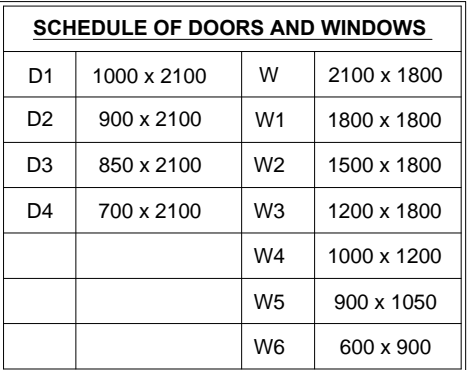 SCHEDULE OF DOORS AND WINDOWS
D1 1000 x 2100 W 2100 x 1800
D2 900 x 2100 W1 1800 x 1800
D3 850 x 2100 W2 1500 x 1800
D4 700 x 2100 W3 1200 x 1800
W4 1000 x 1200
W5 900 x 1050
W6 600 x 900